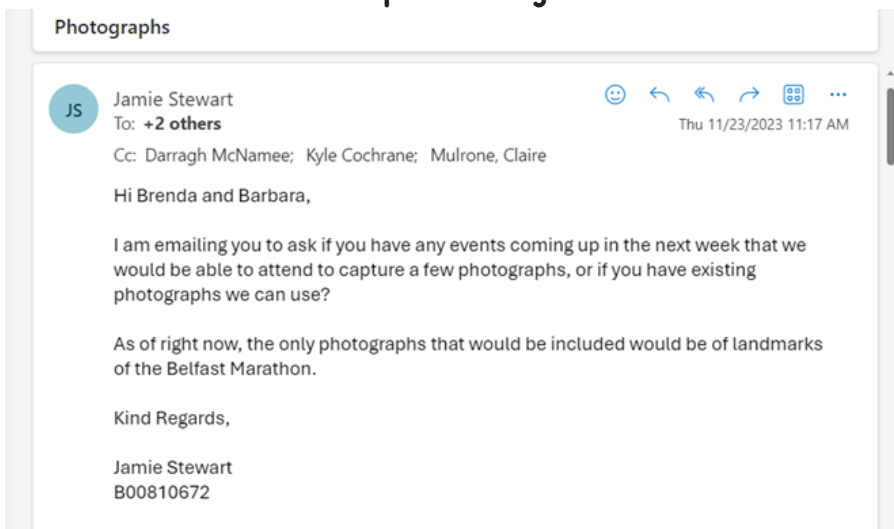 Photographs
JS
Jamie Stewart
To: +2 others
Thu 11/23/2023 11:17 AM
Cc: Darragh McNamee; Kyle Cochrane; Mulrone, Claire
Hi Brenda and Barbara,
I am emailing you to ask if you have any events coming up in the next week that we
would be able to attend to capture a few photographs, or if you have existing
photographs we can use?
As of right now, the only photographs that would be included would be of landmarks
of the Belfast Marathon.
Kind Regards,
Jamie Stewart
B00810672